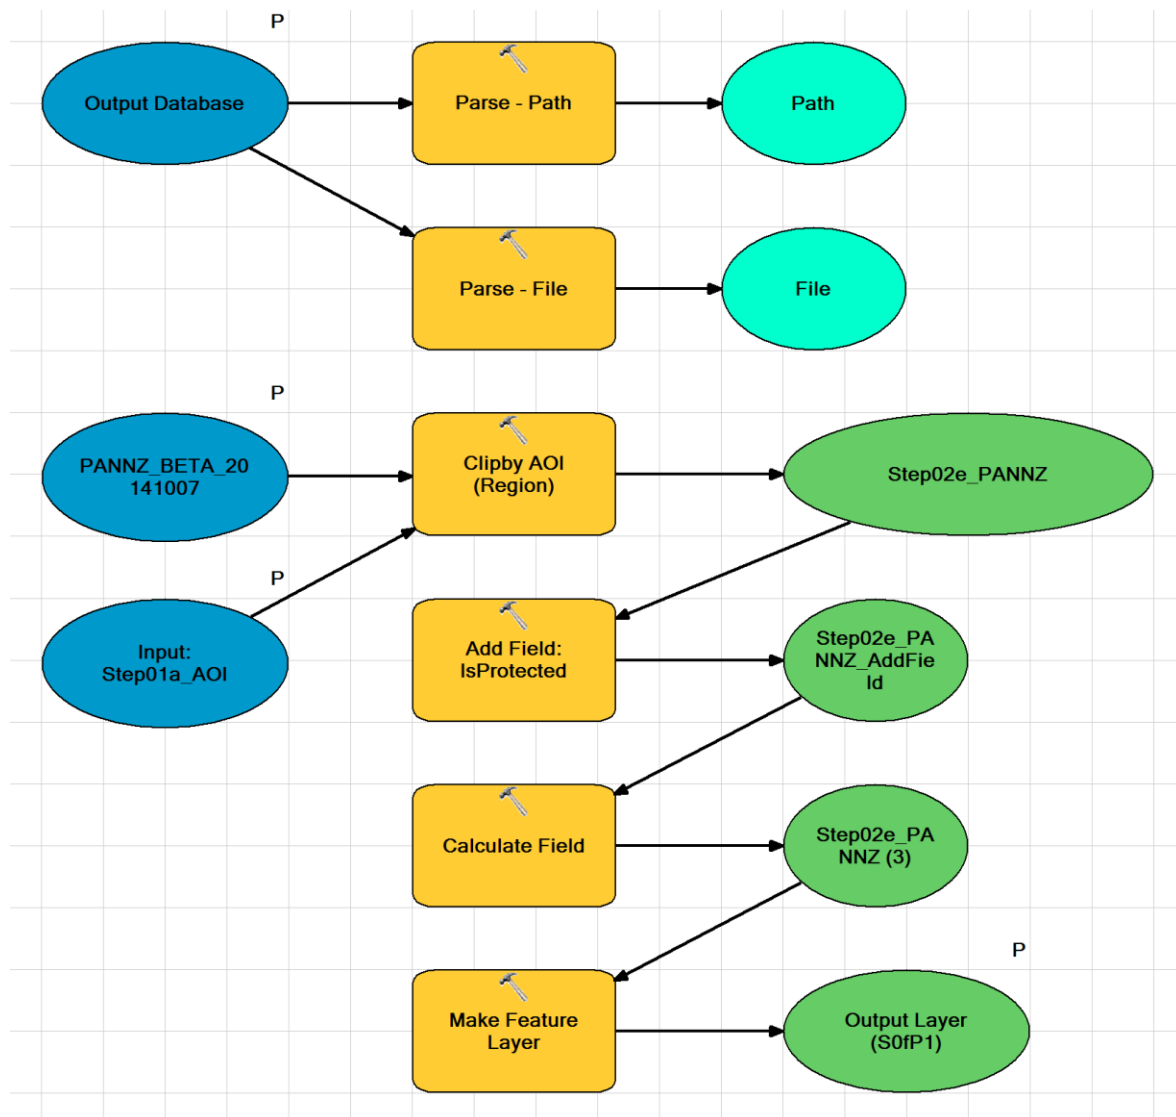 P
Output Database
Parse - Path
Path
Parse - File
File
P
PANNZ_BETA_20
141007
Clipby AOI
(Region)
Step02e_PANNZ
P
Input:
Step01a_AOI
Add Field:
IsProtected
Step02e_PA
NNZ_AddFie
ld
Calculate Field
Step02e_PA
NNZ (3)
P
Make Feature
Layer
Output Layer
(S0fP1)